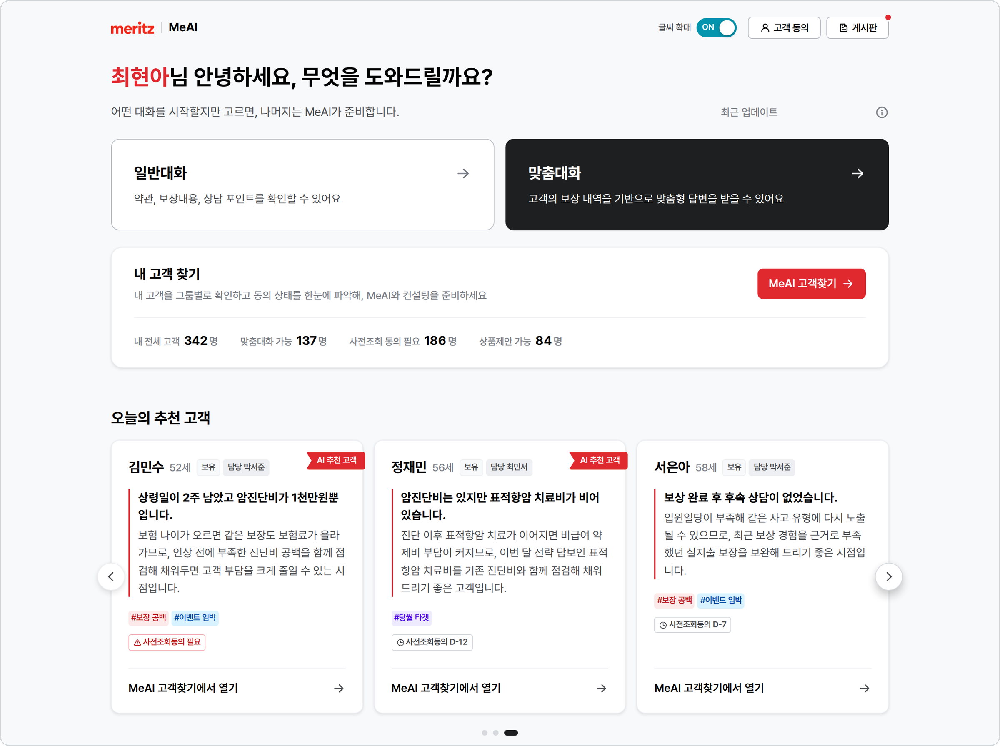 meritz MeAI 글씨 확대 ON 고객 동의 게시판
최현아님 안녕하세요, 무엇을 도와드릴까요?
어떤 대화를 시작할지만 고르면, 나머지는 MeAI가 준비합니다. 최근 업데이트
일반대화
약관, 보장내용, 상담 포인트를 확인할 수 있어요
맞춤대화
고객의 보장 내역을 기반으로 맞춤형 답변을 받을 수 있어요
내 고객 찾기
내 고객을 그룹별로 확인하고 동의 상태를 한눈에 파악해, MeAI와 컨설팅을 준비하세요
MeAI 고객찾기
내 전체 고객 342명 맞춤대화 가능 137명 사전조회 동의 필요 186명 상품제안 가능 84명
오늘의 추천 고객
김민수 52세 보유 담당 박서준 AI 추천 고객
상령일이 2주 남았고 암진단비가 1천만원뿐
입니다.
보험 나이가 오르면 같은 보장도 보험료가 올라
가므로, 인상 전에 부족한 진단비 공백을 함께 점
검해 채워두면 고객 부담을 크게 줄일 수 있는 시
점입니다.
#보장 공백 #이벤트 임박
사전조회동의 필요
MeAI 고객찾기에서 열기
정재민 56세 보유 담당 최민서 AI 추천 고객
암진단비는 있지만 표적항암 치료비가 비어
있습니다.
진단 이후 표적항암 치료가 이어지면 비급여 약
제비 부담이 커지므로, 이번 달 전략 담보인 표적
항암 치료비를 기존 진단비와 함께 점검해 채워
드리기 좋은 고객입니다.
#당월 타겟
사전조회동의 D-12
MeAI 고객찾기에서 열기
서은아 58세 보유 담당 박서준
보상 완료 후 후속 상담이 없었습니다.
입원일당이 부족해 같은 사고 유형에 다시 노출
될 수 있으므로, 최근 보상 경험을 근거로 부족
했던 실지출 보장을 보완해 드리기 좋은 시점입
니다.
#보장 공백 #이벤트 임박
사전조회동의 D-7
MeAI 고객찾기에서 열기